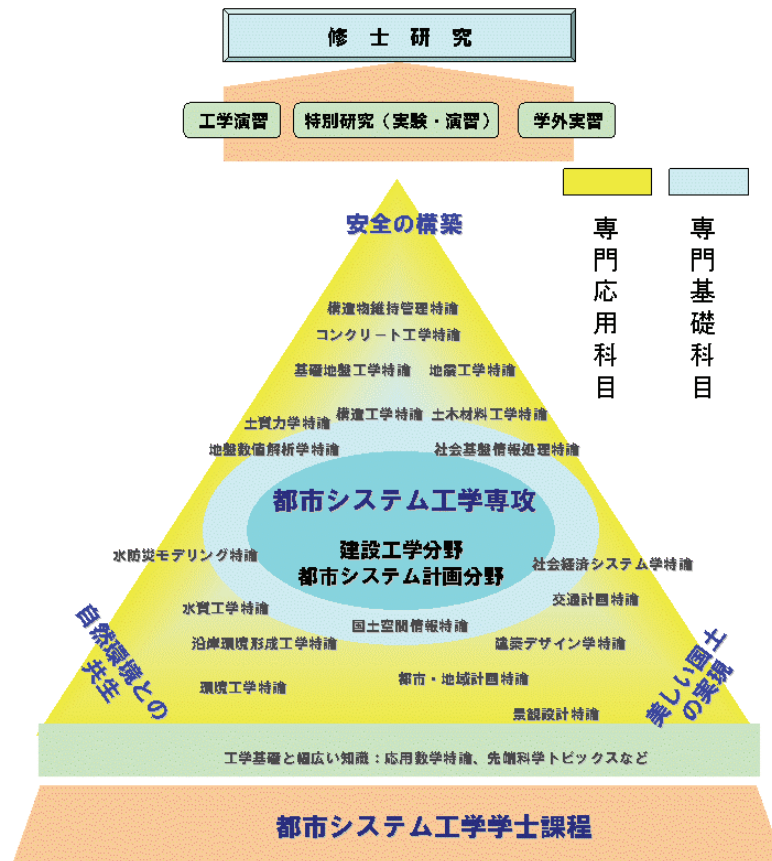 修士研究
工学演習
特別研究（実験・演習）
学外実習
専門応用科目
専門基礎科目
安全の構築
構造物維持管理特論
コンクリート工学特論
基礎地盤工学特論
地震工学特論
構造工学特論
土木材料工学特論
土質力学特論
地盤数値解析学特論
社会基盤情報処理特論
都市システム工学専攻
建設工学分野
都市システム計画分野
水防災モデリング特論
社会経済システム学特論
交通計画特論
水質工学特論
国土空間情報特論
沿岸環境形成工学特論
建築デザイン学特論
自然環境との
共生
美しい国土
の実現
環境工学特論
都市・地域計画特論
景観設計特論
工学基礎と幅広い知識：応用数学特論、先端科学トピックスなど
都市システム工学学士課程